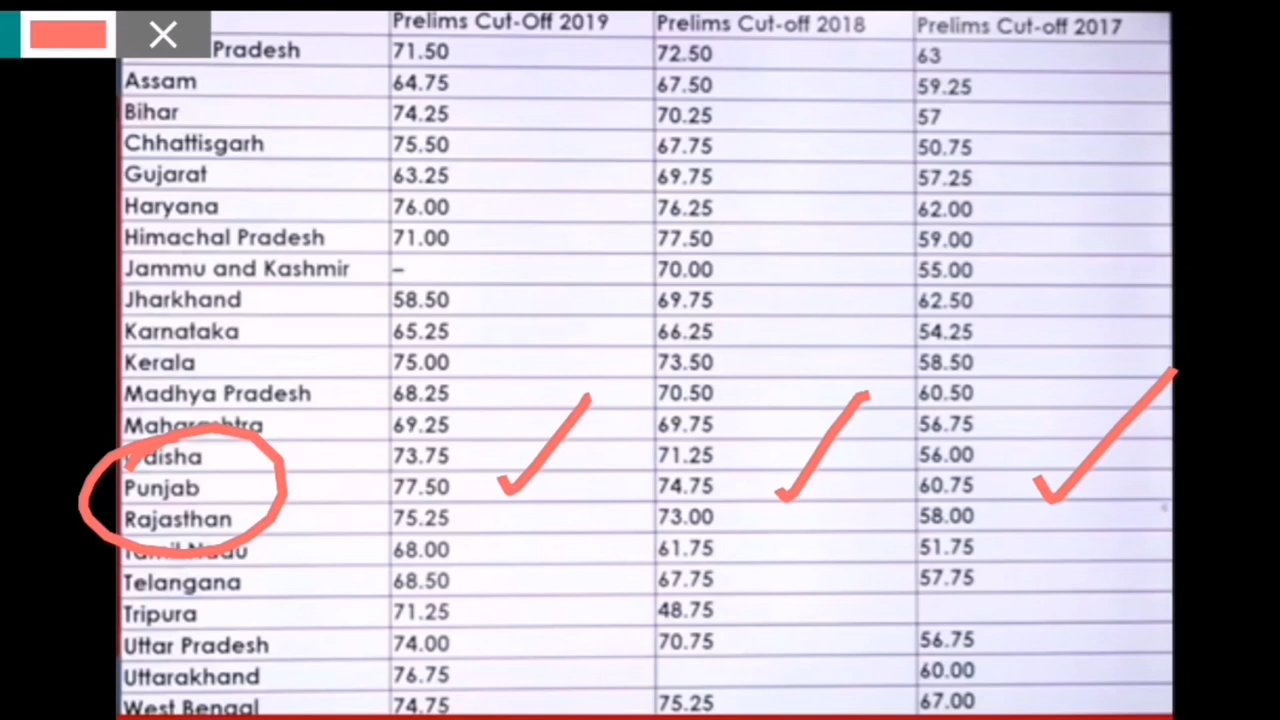 Prelims Cut-Off 2019 Prelims Cut-off 2018 Prelims Cut-off 2017
Pradesh 71.50 72.50 63
Assam 64.75 67.50 59.25
Bihar 74.25 70.25 57
Chhattisgarh 75.50 67.75 50.75
Gujarat 63.25 69.75 57.25
Haryana 76.00 76.25 62.00
Himachal Pradesh 71.00 77.50 59.00
Jammu and Kashmir – 70.00 55.00
Jharkhand 58.50 69.75 62.50
Karnataka 65.25 66.25 54.25
Kerala 75.00 73.50 58.50
Madhya Pradesh 68.25 70.50 60.50
Maharashtra 69.25 69.75 56.75
Odisha 73.75 71.25 56.00
Punjab 77.50 74.75 60.75
Rajasthan 75.25 73.00 58.00
Tamil Nadu 68.00 61.75 51.75
Telangana 68.50 67.75 57.75
Tripura 71.25 48.75
Uttar Pradesh 74.00 70.75 56.75
Uttarakhand 76.75 60.00
West Bengal 74.75 75.25 67.00